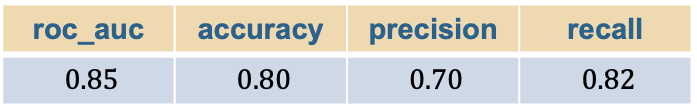 roc_auc accuracy precision recall
0.85 0.80 0.70 0.82